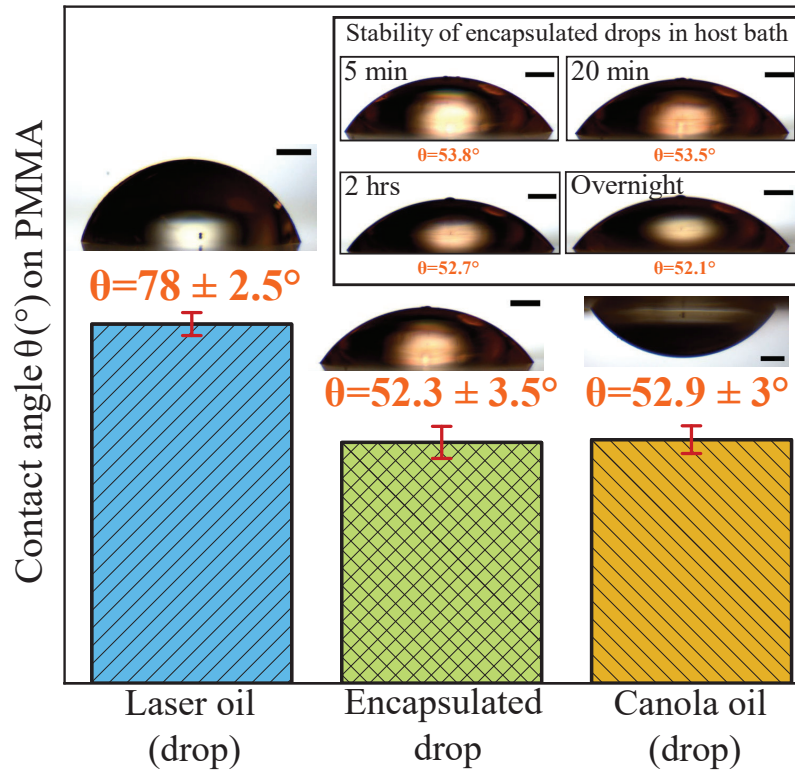 Contact angle θ(°) on PMMA
Stability of encapsulated drops in host bath
5 min
20 min
θ=53.8°
θ=53.5°
2 hrs
Overnight
θ=52.7°
θ=52.1°
θ=78 ± 2.5°
θ=52.3 ± 3.5°
θ=52.9 ± 3°
Laser oil
(drop)
Encapsulated
drop
Canola oil
(drop)